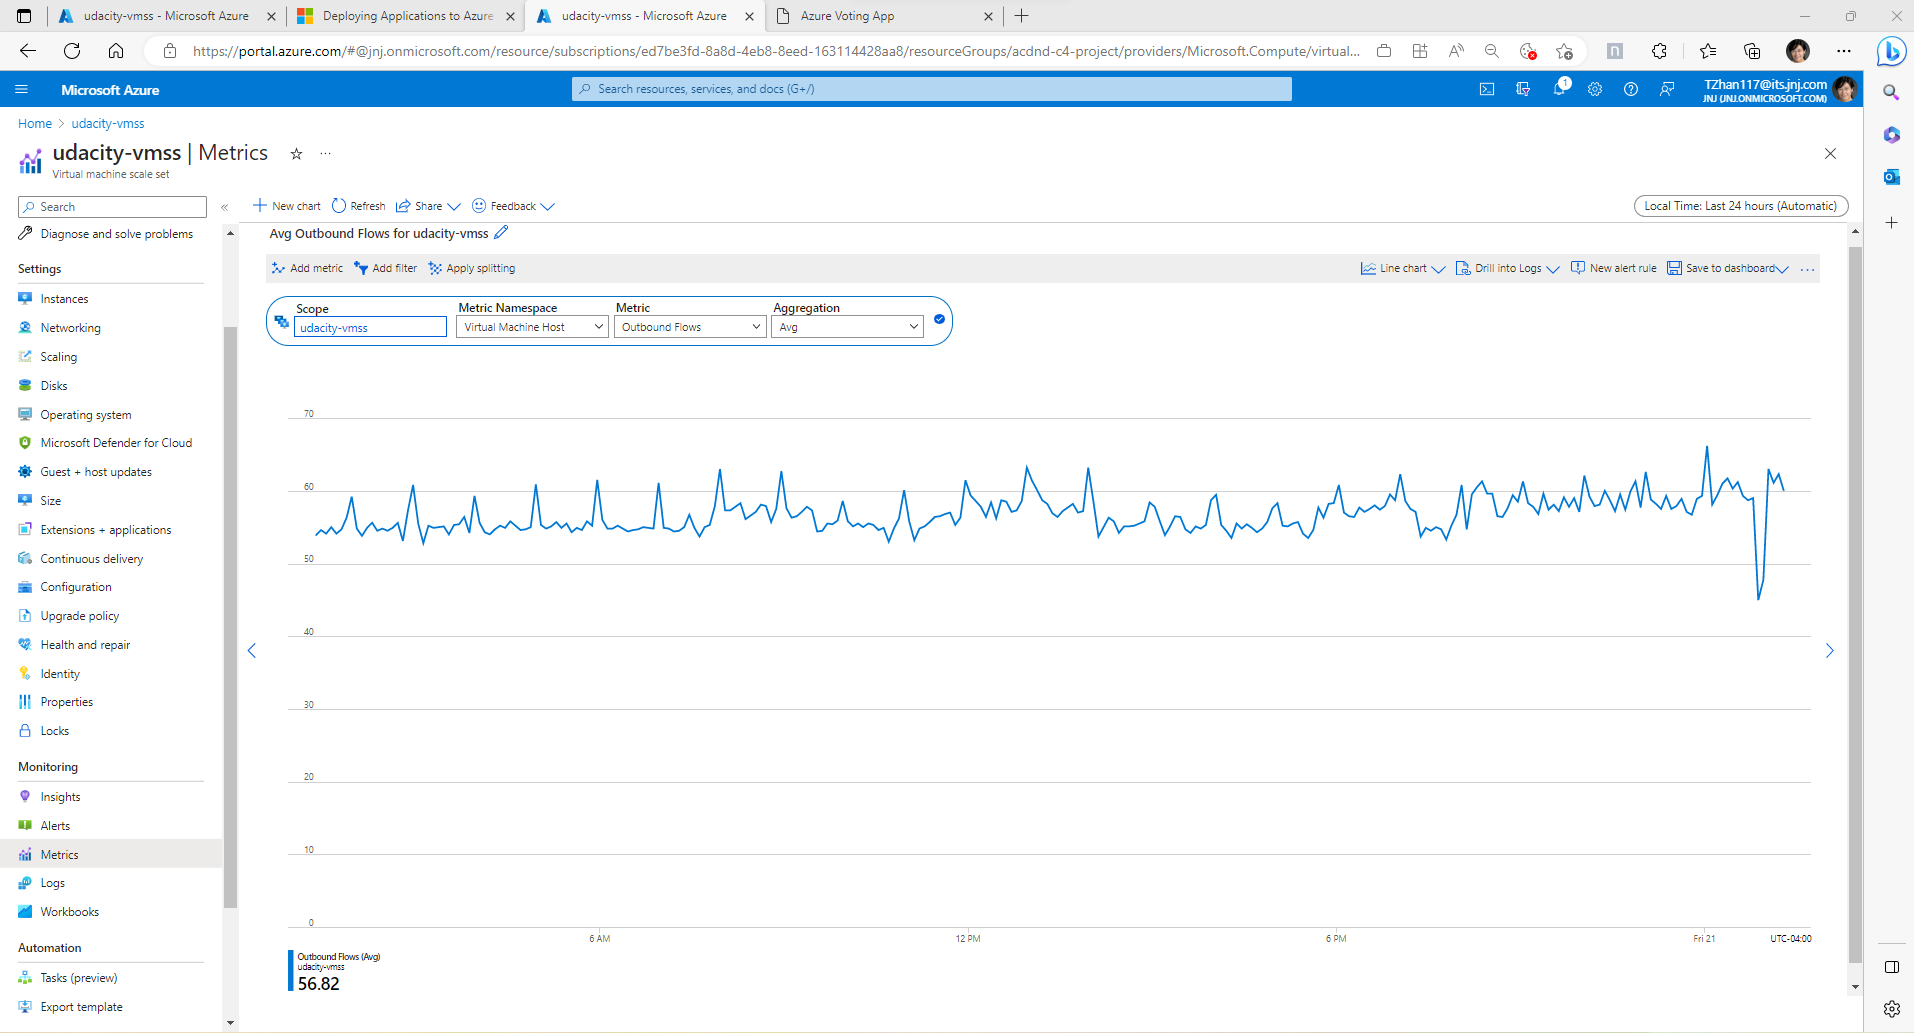 udacity-vmss - Microsoft Azure
Deploying Applications to Azure
udacity-vmss - Microsoft Azure
Azure Voting App
https://portal.azure.com/#@jnj.onmicrosoft.com/resource/subscriptions/ed7be3fd-8a8d-4eb8-8eed-163114428aa8/resourceGroups/acdnd-c4-project/providers/Microsoft.Compute/virtual...
Microsoft Azure
Search resources, services, and docs (G+/)
1
TZhan117@its.jnj.com
JNJ (JNJ.ONMICROSOFT.COM)
Home > udacity-vmss
udacity-vmss | Metrics
Virtual machine scale set
Search
Diagnose and solve problems
Settings
Instances
Networking
Scaling
Disks
Operating system
Microsoft Defender for Cloud
Guest + host updates
Size
Extensions + applications
Continuous delivery
Configuration
Upgrade policy
Health and repair
Identity
Properties
Locks
Monitoring
Insights
Alerts
Metrics
Logs
Workbooks
Automation
Tasks (preview)
Export template
New chart
Refresh
Share
Feedback
Local Time: Last 24 hours (Automatic)
Avg Outbound Flows for udacity-vmss
Add metric
Add filter
Apply splitting
Line chart
Drill into Logs
New alert rule
Save to dashboard
Scope
udacity-vmss
Metric Namespace
Virtual Machine Host
Metric
Outbound Flows
Aggregation
Avg
70
60
50
40
30
20
10
0
6 AM
12 PM
6 PM
Fri 21
UTC-04:00
Outbound Flows (Avg)
udacity-vmss
56.82